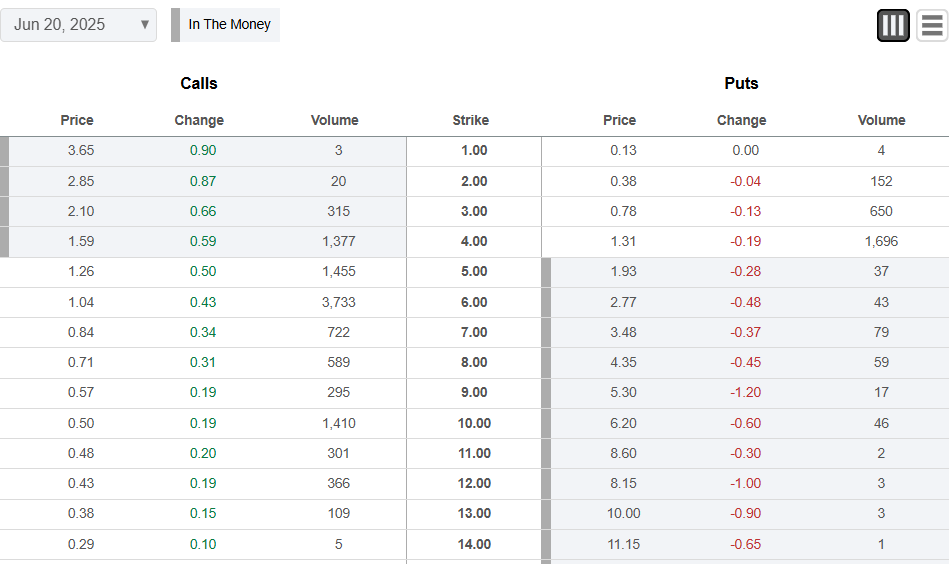 Jun 20, 2025 ▼ In The Money
Calls Puts
Price Change Volume Strike Price Change Volume
3.65 0.90 3 1.00 0.13 0.00 4
2.85 0.87 20 2.00 0.38 -0.04 152
2.10 0.66 315 3.00 0.78 -0.13 650
1.59 0.59 1,377 4.00 1.31 -0.19 1,696
1.26 0.50 1,455 5.00 1.93 -0.28 37
1.04 0.43 3,733 6.00 2.77 -0.48 43
0.84 0.34 722 7.00 3.48 -0.37 79
0.71 0.31 589 8.00 4.35 -0.45 59
0.57 0.19 295 9.00 5.30 -1.20 17
0.50 0.19 1,410 10.00 6.20 -0.60 46
0.48 0.20 301 11.00 8.60 -0.30 2
0.43 0.19 366 12.00 8.15 -1.00 3
0.38 0.15 109 13.00 10.00 -0.90 3
0.29 0.10 5 14.00 11.15 -0.65 1